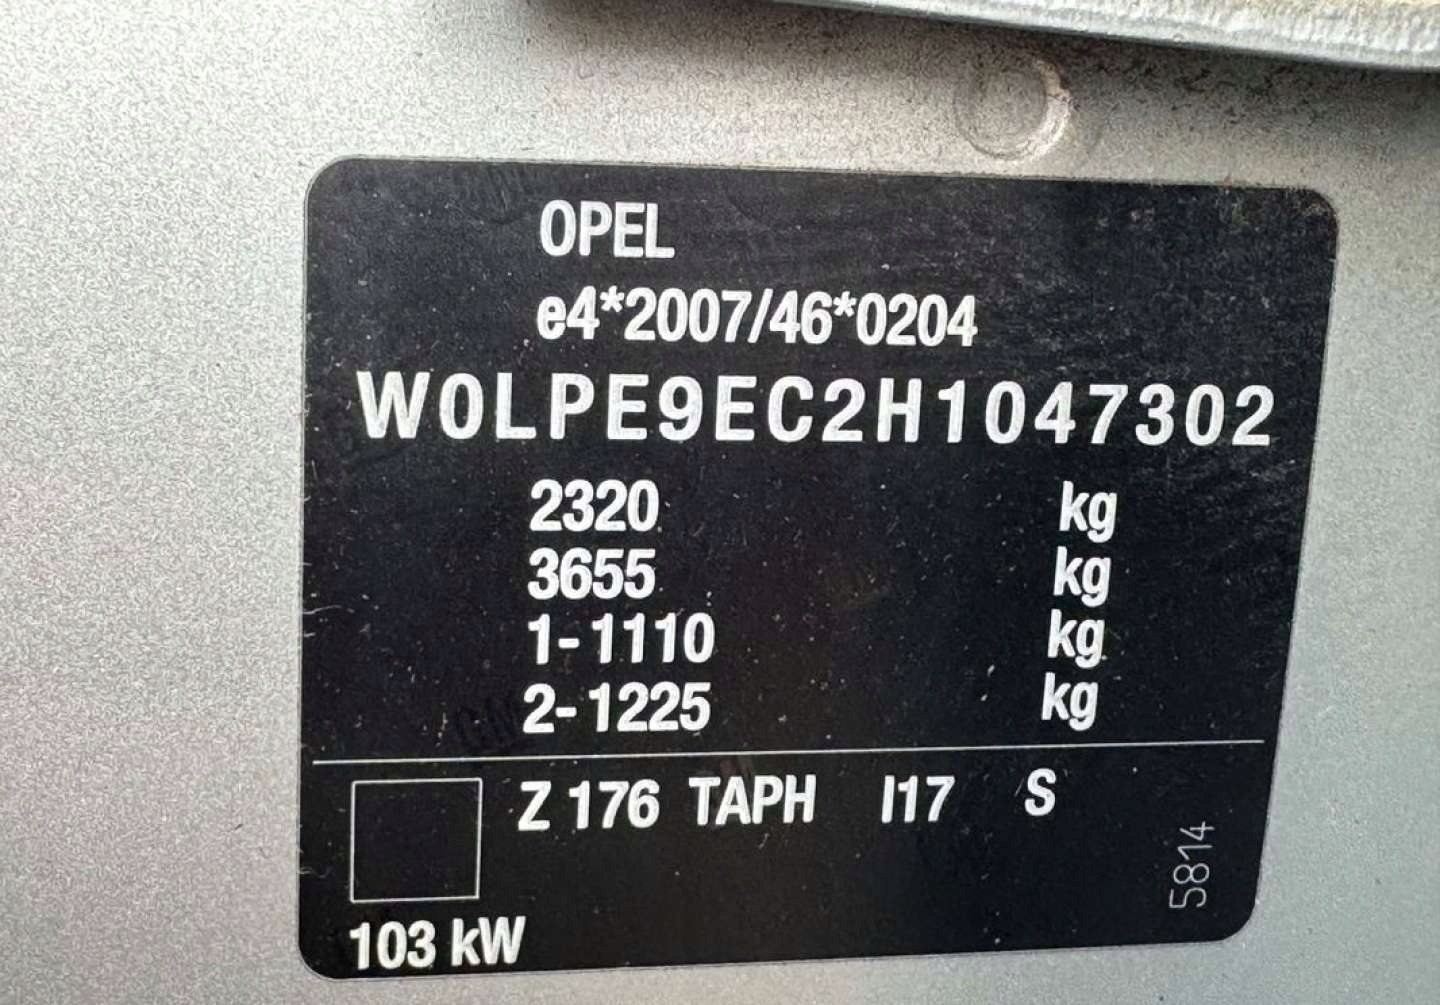 OPEL
e4*2007/46*0204
W0LPE9EC2H1047302
2320 kg
3655 kg
1-1110 kg
2-1225 kg
Z 176 TAPH I17 S
5814
103 kW